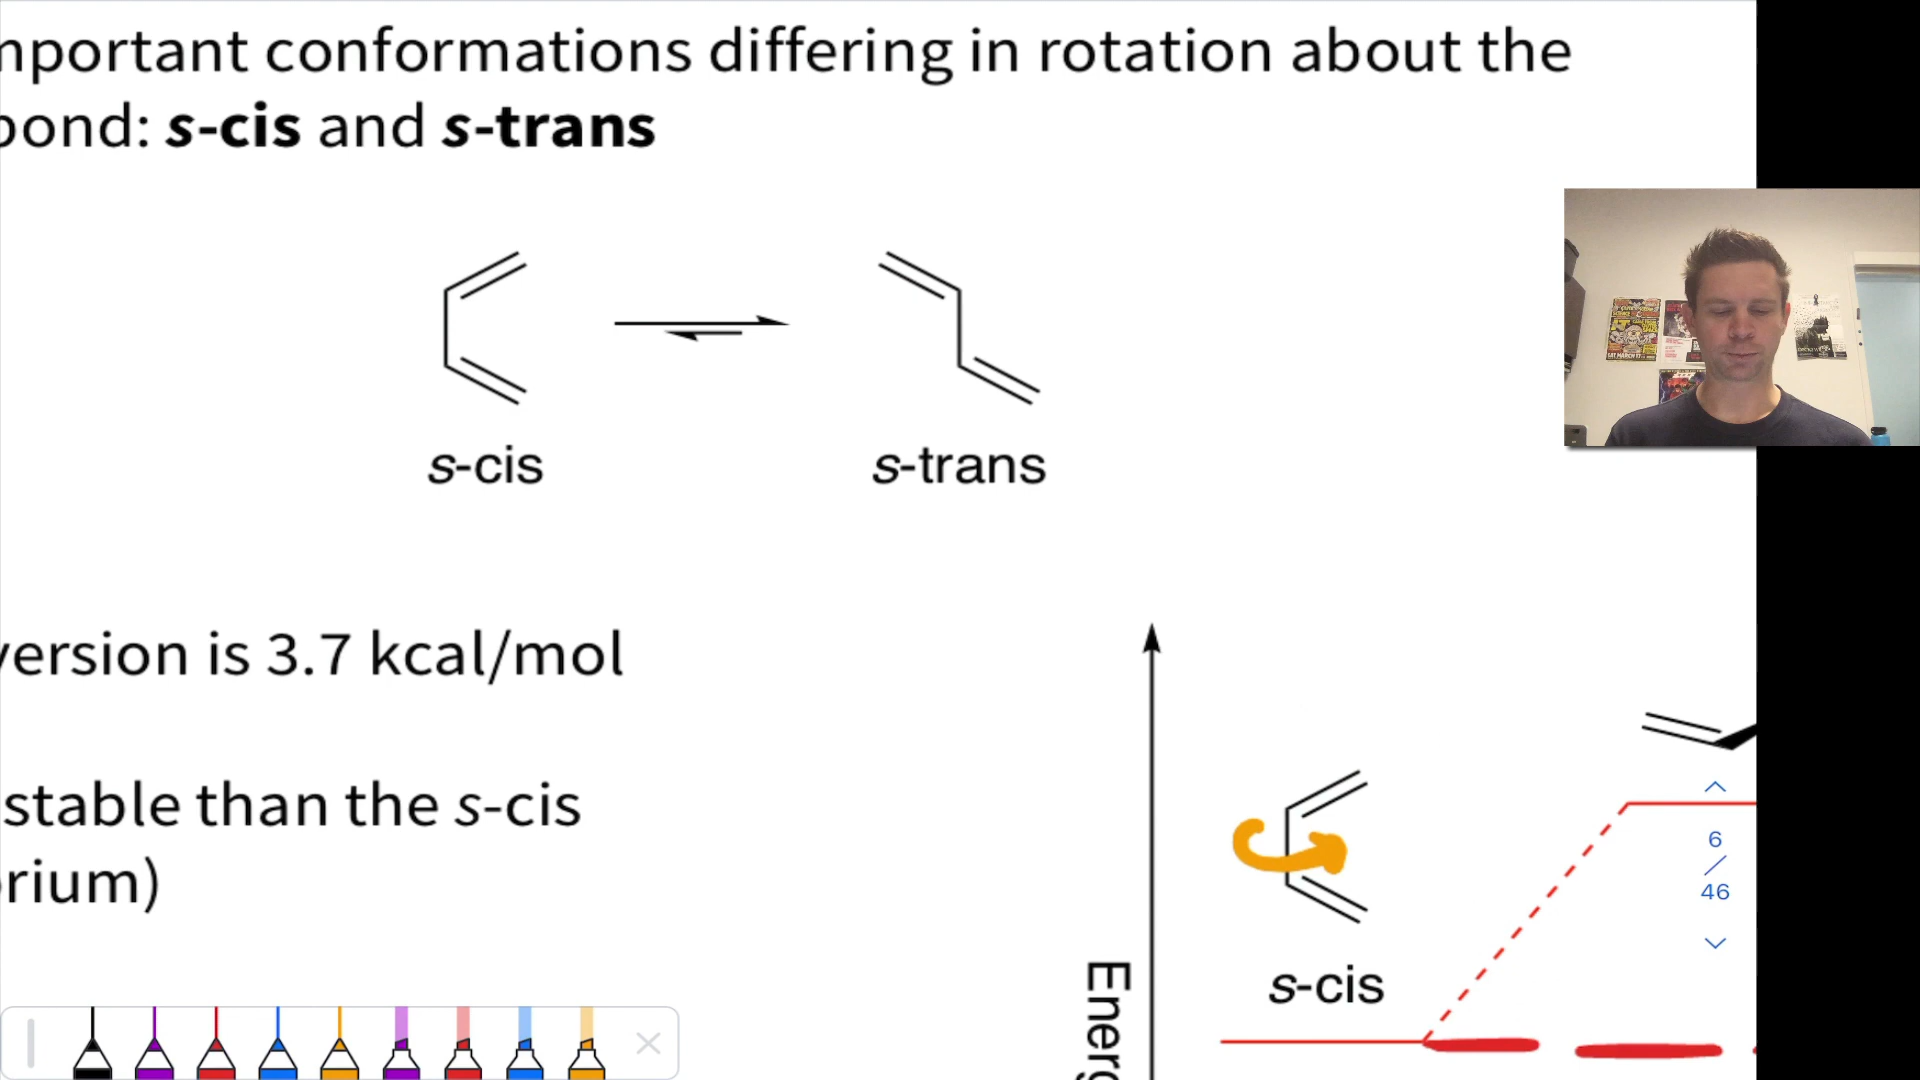 mportant conformations differing in rotation about the
bond: s-cis and s-trans
s-cis
s-trans
version is 3.7 kcal/mol
stable than the s-cis
rium)
Energ
s-cis
6
/
46